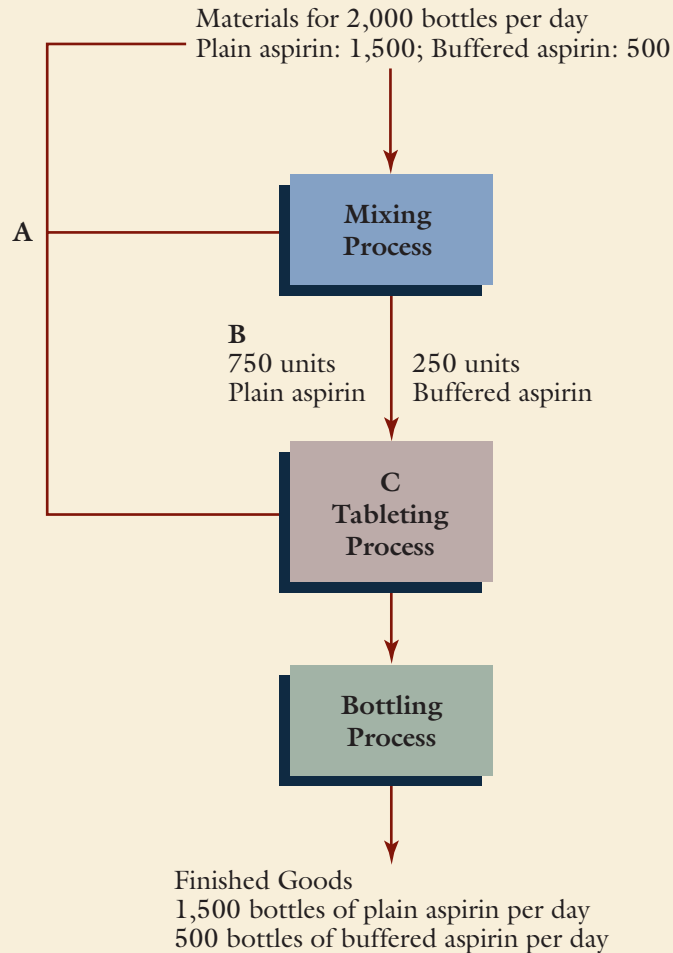 Materials for 2,000 bottles per day
Plain aspirin: 1,500; Buffered aspirin: 500
A
Mixing
Process
B
750 units
Plain aspirin
250 units
Buffered aspirin
C
Tableting
Process
Bottling
Process
Finished Goods
1,500 bottles of plain aspirin per day
500 bottles of buffered aspirin per day